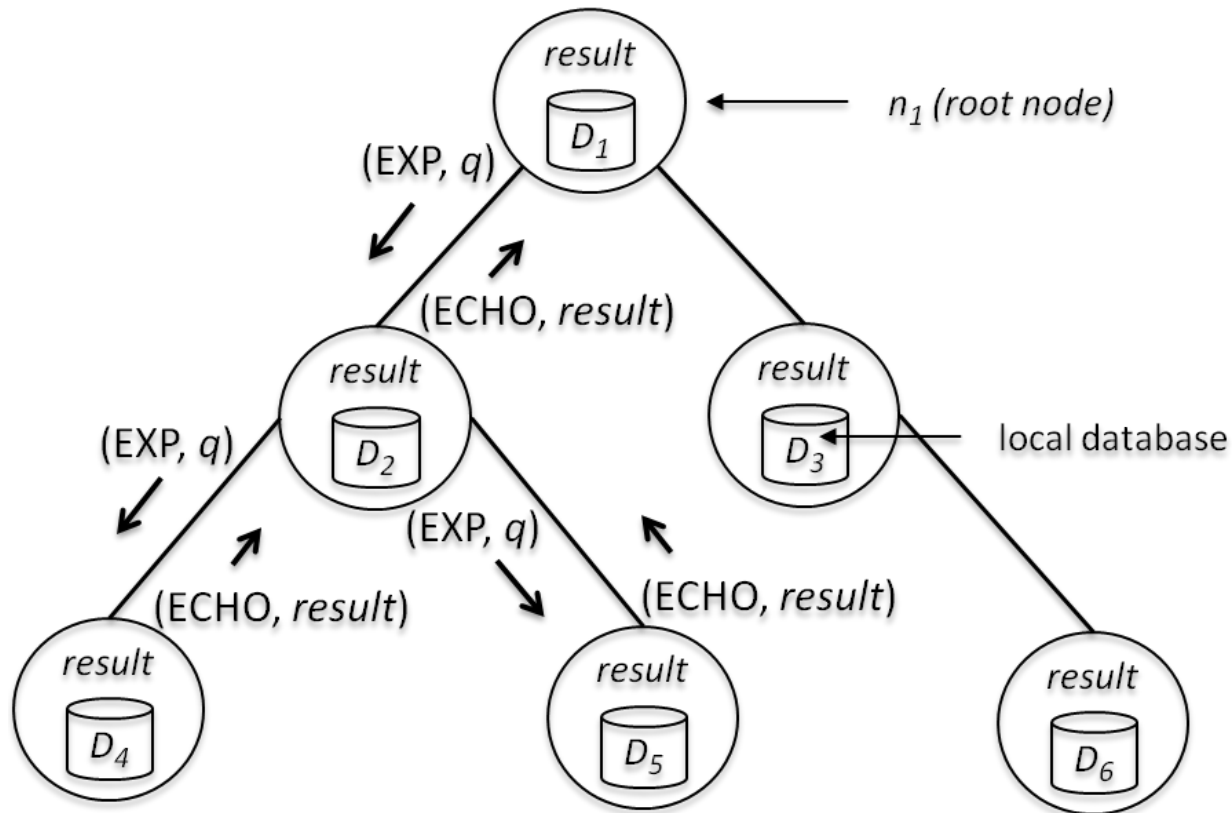 result
D1
n1 (root node)
(EXP, q)
(ECHO, result)
result
D2
result
D3
local database
(EXP, q)
(ECHO, result)
(EXP, q)
(ECHO, result)
result
D4
result
D5
result
D6